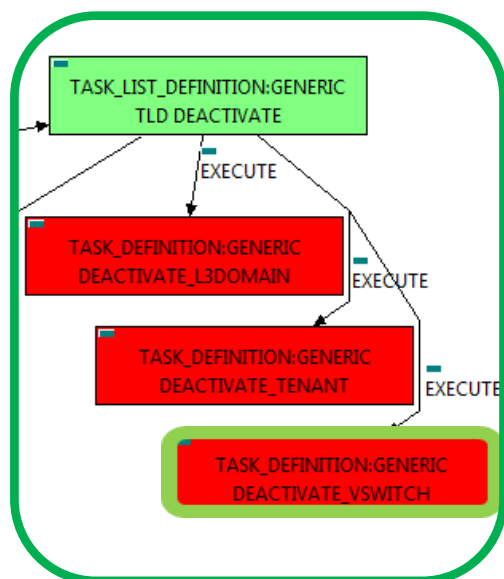 TASK_LIST_DEFINITION:GENERIC
TLD DEACTIVATE
EXECUTE
TASK_DEFINITION:GENERIC
DEACTIVATE_L3DOMAIN
EXECUTE
TASK_DEFINITION:GENERIC
DEACTIVATE_TENANT
EXECUTE
TASK_DEFINITION:GENERIC
DEACTIVATE_VSWITCH